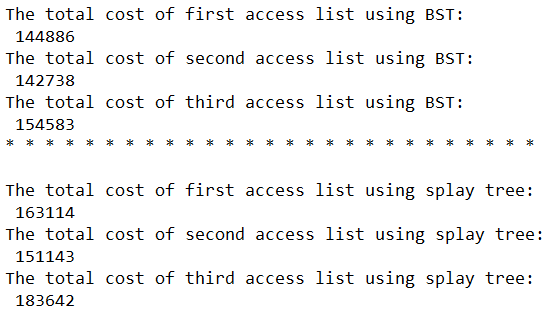 The total cost of first access list using BST:
144886
The total cost of second access list using BST:
142738
The total cost of third access list using BST:
154583
* * * * * * * * * * * * * * * * * * * * * * * * * * *
The total cost of first access list using splay tree:
163114
The total cost of second access list using splay tree:
151143
The total cost of third access list using splay tree:
183642